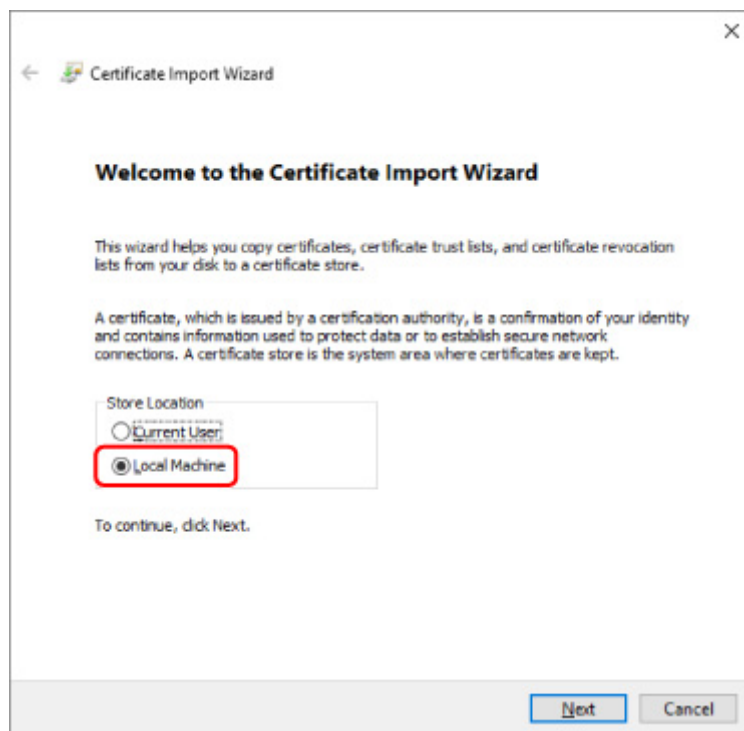 Certificate Import Wizard
Welcome to the Certificate Import Wizard
This wizard helps you copy certificates, certificate trust lists, and certificate revocation
lists from your disk to a certificate store.
A certificate, which is issued by a certification authority, is a confirmation of your identity
and contains information used to protect data or to establish secure network
connections. A certificate store is the system area where certificates are kept.
Store Location
Current User
Local Machine
To continue, click Next.
Next Cancel